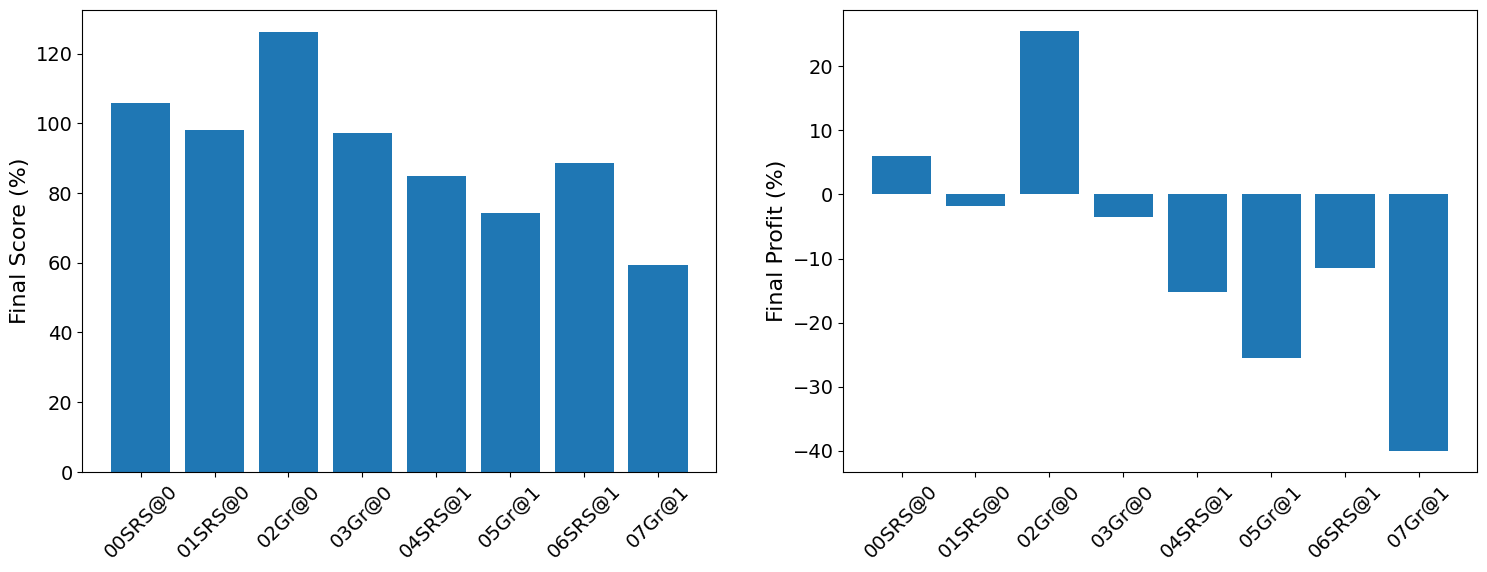 Final Score (%)
120
100
80
60
40
20
0
00SRS@0
01SRS@0
02Gr@0
03Gr@0
04SRS@1
05Gr@1
06SRS@1
07Gr@1
Final Profit (%)
20
10
0
−10
−20
−30
−40
00SRS@0
01SRS@0
02Gr@0
03Gr@0
04SRS@1
05Gr@1
06SRS@1
07Gr@1